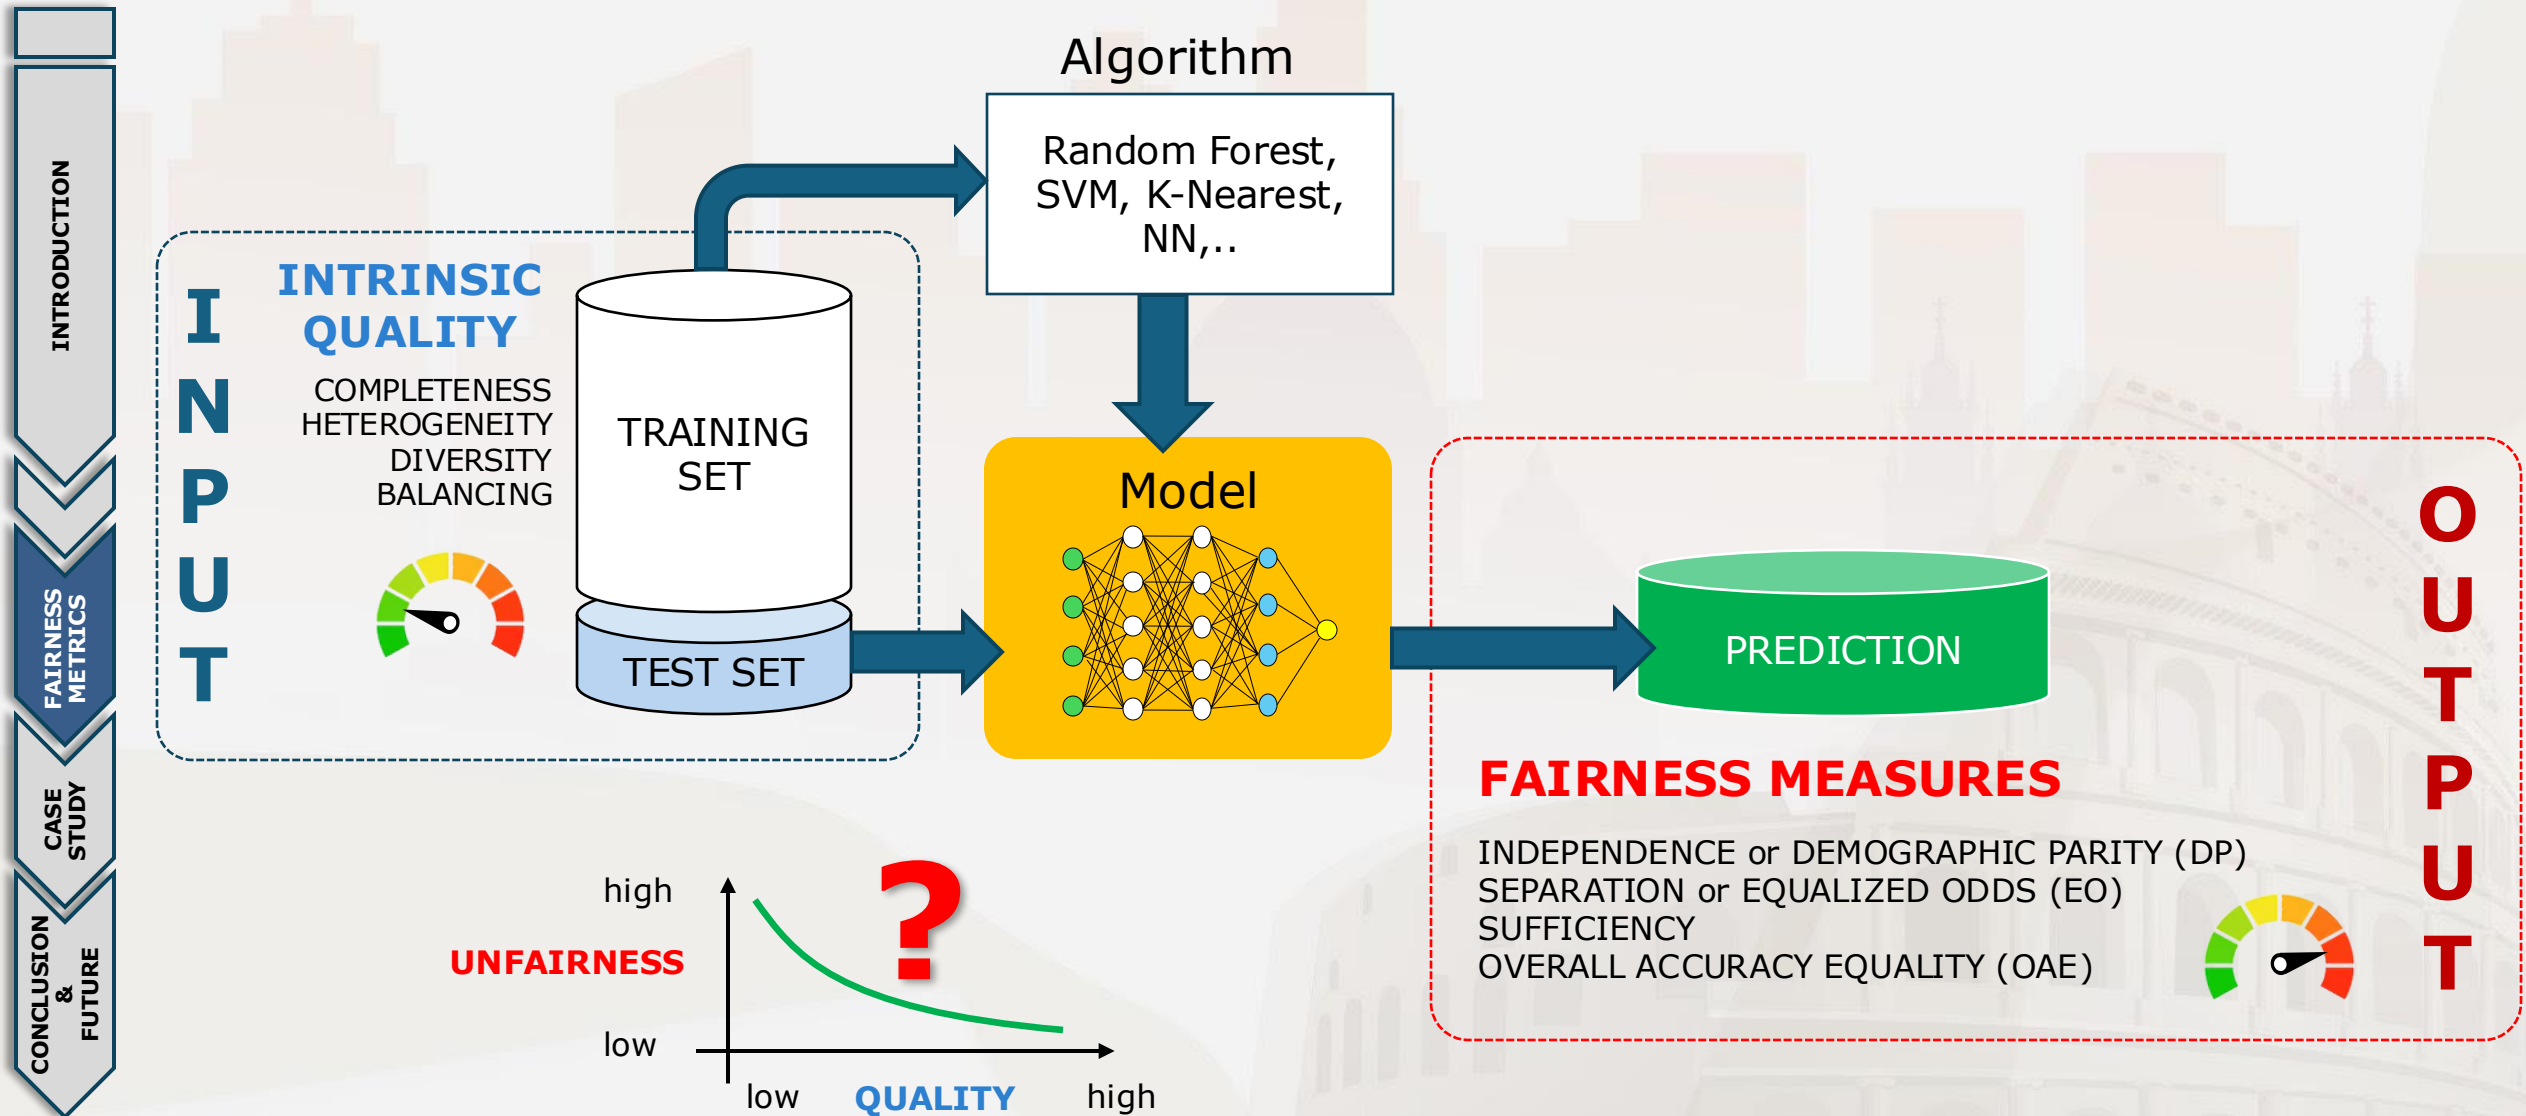 INTRODUCTION
FAIRNESS
METRICS
CASE
STUDY
CONCLUSION
&
FUTURE
INPUT
INTRINSIC
QUALITY
COMPLETENESS
HETEROGENEITY
DIVERSITY
BALANCING
TRAINING
SET
TEST SET
Algorithm
Random Forest,
SVM, K-Nearest,
NN,..
Model
PREDICTION
OUTPUT
FAIRNESS MEASURES
INDEPENDENCE or DEMOGRAPHIC PARITY (DP)
SEPARATION or EQUALIZED ODDS (EO)
SUFFICIENCY
OVERALL ACCURACY EQUALITY (OAE)
high
?
UNFAIRNESS
low
low QUALITY high